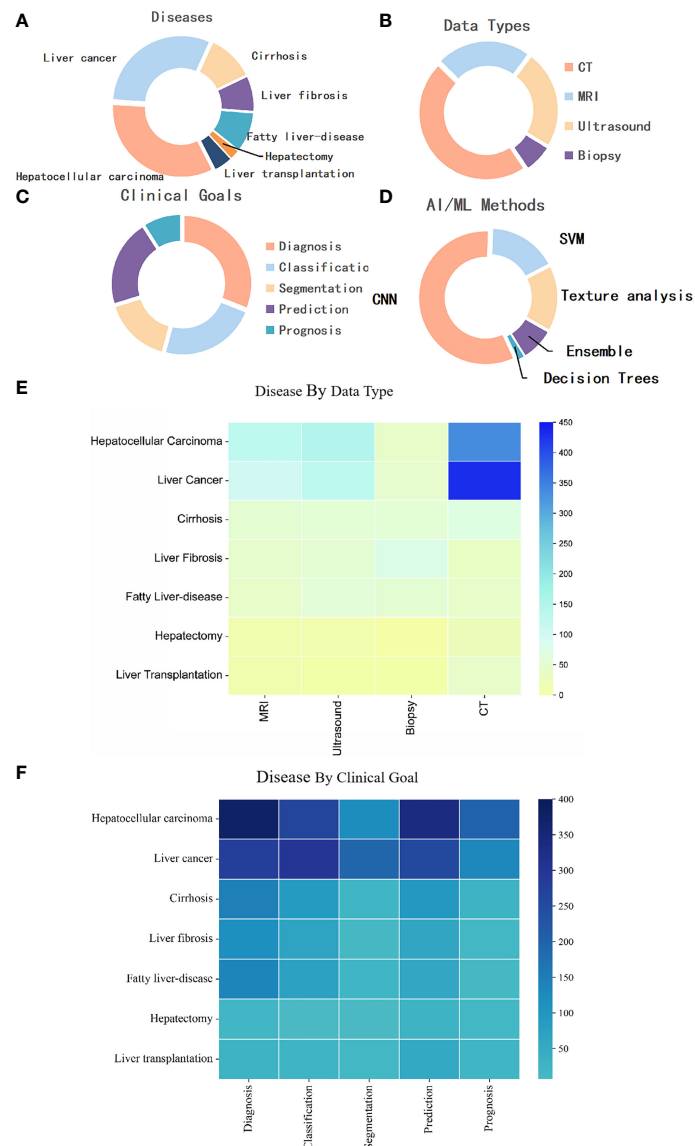 A
Diseases
Liver cancer
Cirrhosis
Liver fibrosis
Fatty liver-disease
Hepatectomy
Liver transplantation
Hepatocellular carcinoma
B
Data Types
CT
MRI
Ultrasound
Biopsy
C
Clinical Goals
Diagnosis
Classificatio
Segmentation
Prediction
Prognosis
D
AI/ML Methods
SVM
CNN
Texture analysis
Ensemble
Decision Trees
E
Disease By Data Type
Hepatocellular Carcinoma
Liver Cancer
Cirrhosis
Liver Fibrosis
Fatty Liver-disease
Hepatectomy
Liver Transplantation
MRI
Ultrasound
Biopsy
CT
450
400
350
300
250
200
150
100
50
0
F
Disease By Clinical Goal
Hepatocellular carcinoma
Liver cancer
Cirrhosis
Liver fibrosis
Fatty liver-disease
Hepatectomy
Liver transplantation
Diagnosis
Classification
Segmentation
Prediction
Prognosis
400
350
300
250
200
150
100
50